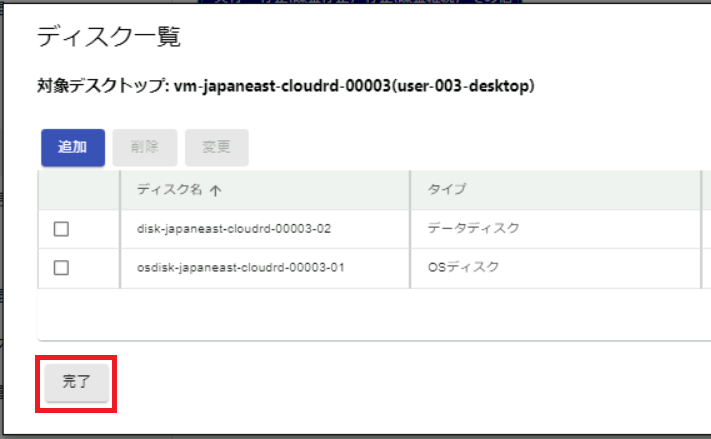 ディスク一覧
対象デスクトップ: vm-japaneast-cloudrd-00003(user-003-desktop)
追加 削除 変更
ディスク名 ↑ タイプ
disk-japaneast-cloudrd-00003-02 データディスク
osdisk-japaneast-cloudrd-00003-01 OSディスク
完了